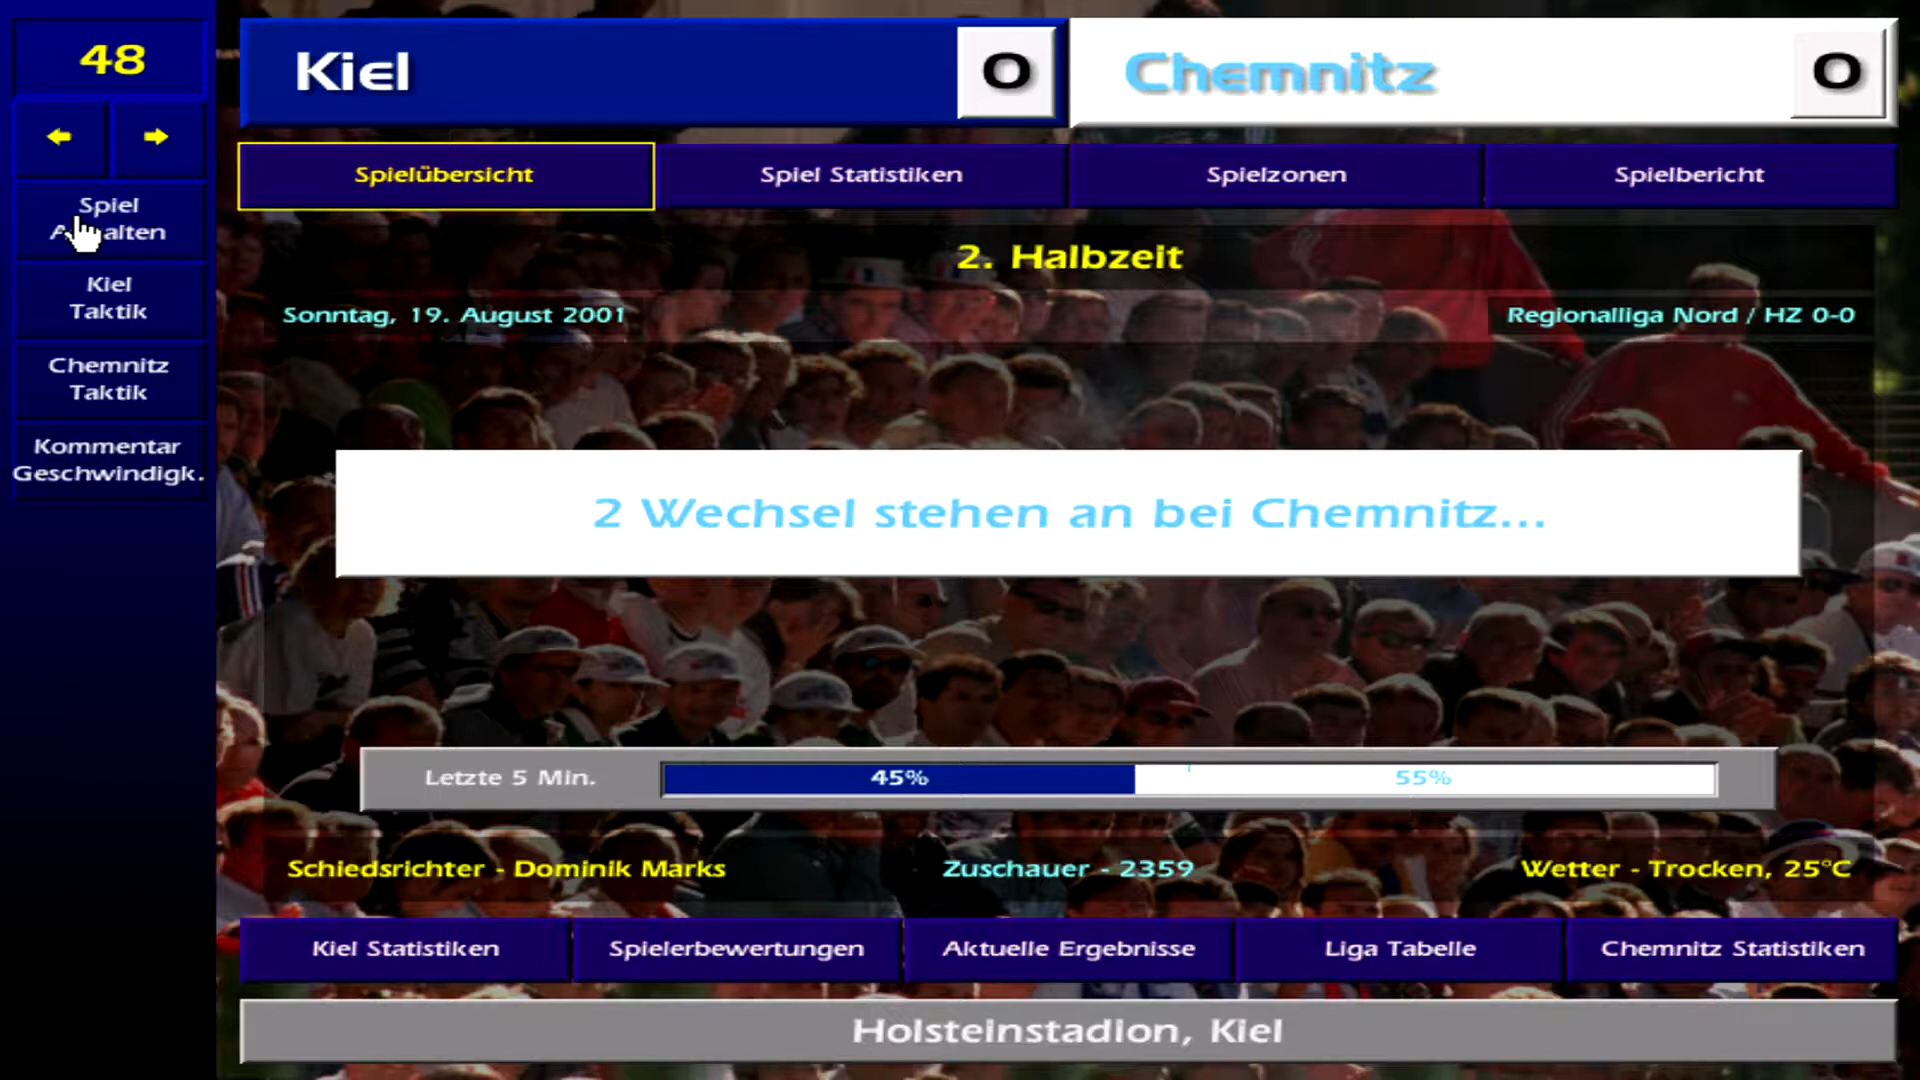 48
Kiel
0
Chemnitz
0
Spielübersicht
Spiel Statistiken
Spielzonen
Spielbericht
Spiel
Kiel
Taktik
Chemnitz
Taktik
Kommentar
Geschwindigk.
2. Halbzeit
Sonntag, 19. August 2001
Regionalliga Nord / HZ 0-0
2 Wechsel stehen an bei Chemnitz...
Letzte 5 Min.
45%
55%
Schiedsrichter - Dominik Marks
Zuschauer - 2359
Wetter - Trocken, 25°C
Kiel Statistiken
Spielerbewertungen
Aktuelle Ergebnisse
Liga Tabelle
Chemnitz Statistiken
Holsteinstadion, Kiel